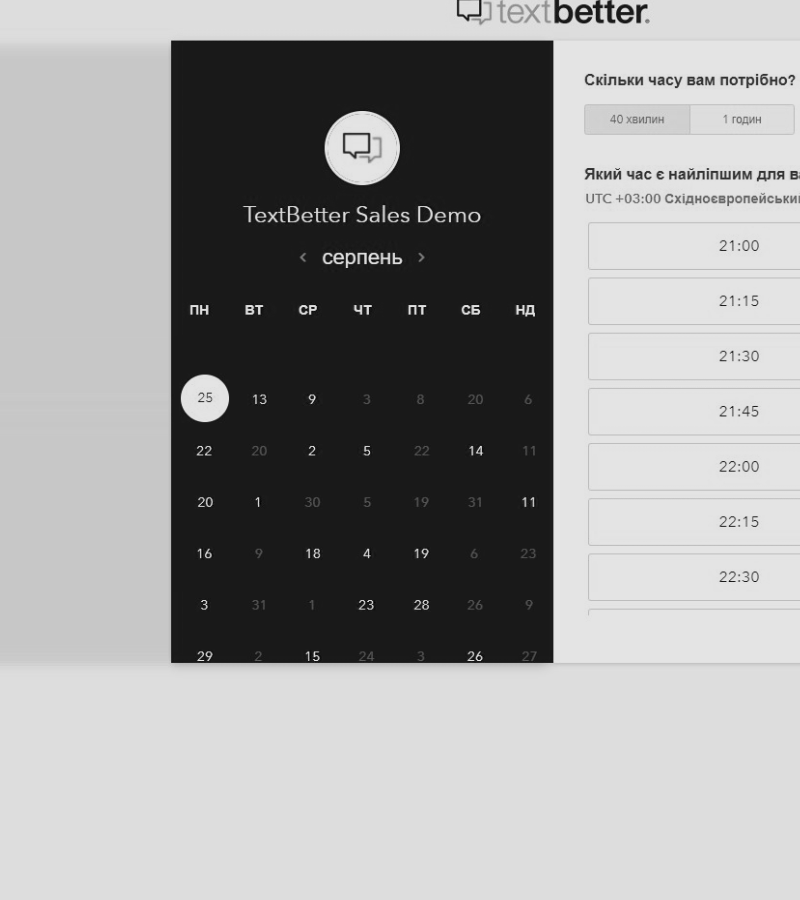 textbetter.
TextBetter Sales Demo
‹ серпень ›
ПН ВТ СР ЧТ ПТ СБ НД
25 13 9 3 8 20 6
22 20 2 5 22 14 11
20 1 30 5 19 31 11
16 9 18 4 19 6 23
3 31 1 23 28 26 9
29 2 15 24 3 26 27
Скільки часу вам потрібно?
40 хвилин 1 годин
Який час є найліпшим для
UTC +03:00
21:00
21:15
21:30
21:45
22:00
22:15
22:30